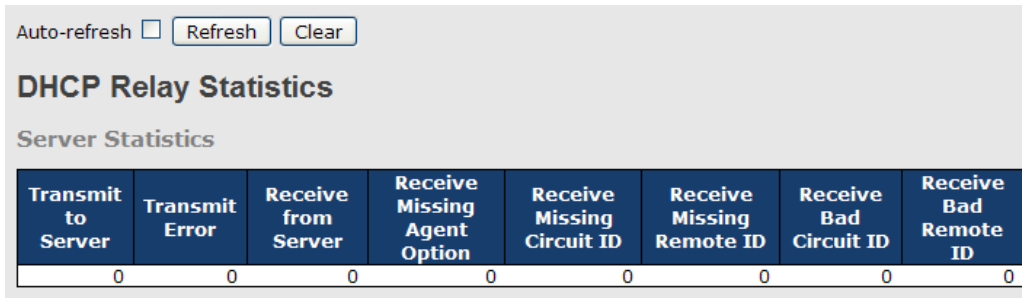 Auto-refresh Refresh Clear
DHCP Relay Statistics
Server Statistics
Transmit to Server Transmit Error Receive from Server Receive Missing Agent Option Receive Missing Circuit ID Receive Missing Remote ID Receive Bad Circuit ID Receive Bad Remote ID
0 0 0 0 0 0 0 0